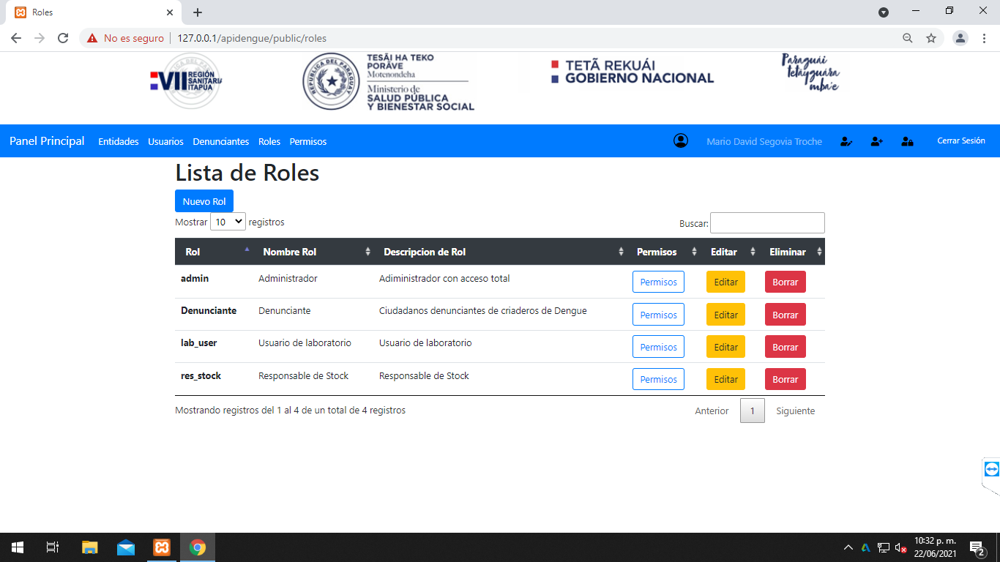 Roles
No es seguro
127.0.0.1/apidengue/public/roles
VII REGIÓN
SANITARIA
ITAPÚA
REPUBLICA DEL PARAGUAY
TESÃI HA TEKO
PORÃVE
Motenondeha
Ministerio de
SALUD PÚBLICA
Y BIENESTAR SOCIAL
TETÃ REKUÁI
GOBIERNO NACIONAL
Paraguái
tetãyguára
mba'e
Panel Principal Entidades Usuarios Denunciantes Roles Permisos Mario David Segovia Troche Cerrar Sesión
Lista de Roles
Nuevo Rol
Mostrar 10 registros Buscar:
Rol Nombre Rol Descripcion de Rol Permisos Editar Eliminar
admin Administrador Adiministrador con acceso total Permisos Editar Borrar
Denunciante Denunciante Ciudadanos denunciantes de criaderos de Dengue Permisos Editar Borrar
lab_user Usuario de laboratorio Usuario de laboratorio Permisos Editar Borrar
res_stock Responsable de Stock Responsable de Stock Permisos Editar Borrar
Mostrando registros del 1 al 4 de un total de 4 registros Anterior 1 Siguiente
10:32 p. m.
22/06/2021
2